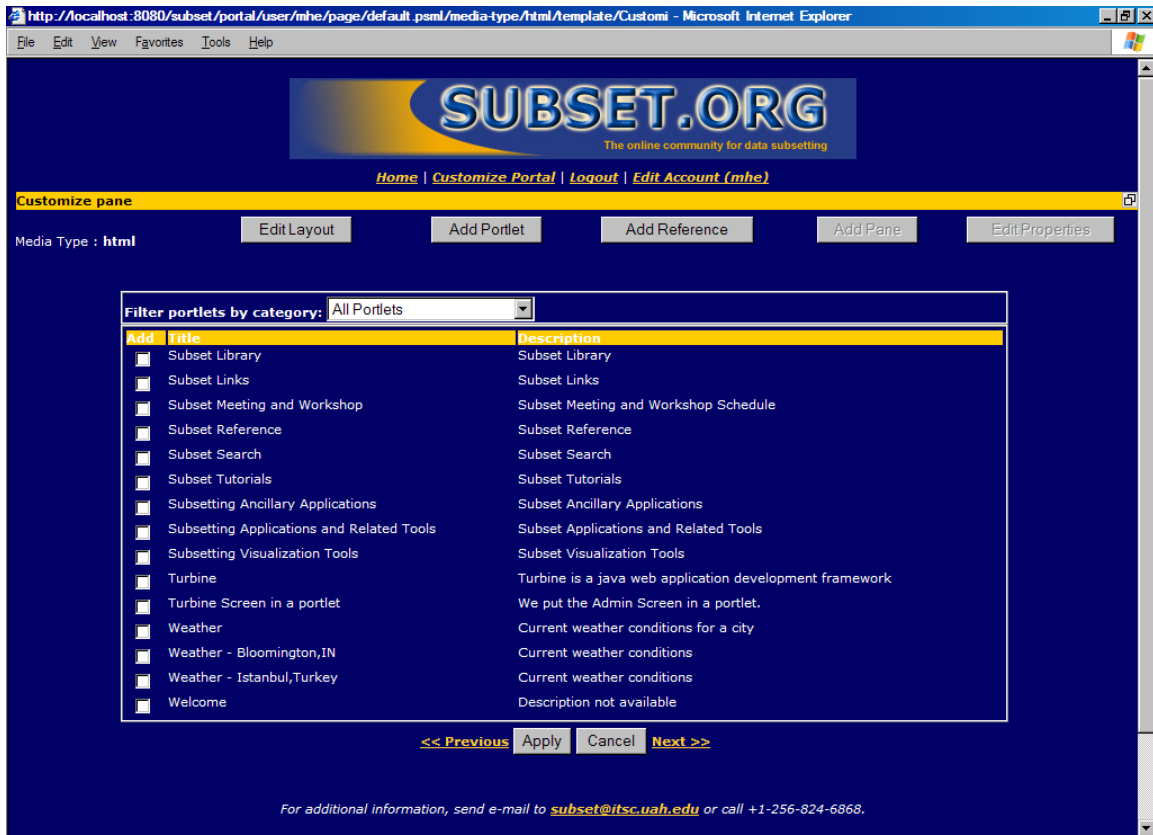 http://localhost:8080/subset/portal/user/mhe/page/default.psml/media-type/html/template/Customi - Microsoft Internet Explorer
File Edit View Favorites Tools Help
SUBSET.ORG
The online community for data subsetting
Home | Customize Portal | Logout | Edit Account (mhe)
Customize pane
Media Type : html Edit Layout Add Portlet Add Reference Add Pane Edit Properties
Filter portlets by category: All Portlets
Add Title Description
Subset Library Subset Library
Subset Links Subset Links
Subset Meeting and Workshop Subset Meeting and Workshop Schedule
Subset Reference Subset Reference
Subset Search Subset Search
Subset Tutorials Subset Tutorials
Subsetting Ancillary Applications Subset Ancillary Applications
Subsetting Applications and Related Tools Subset Applications and Related Tools
Subsetting Visualization Tools Subset Visualization Tools
Turbine Turbine is a java web application development framework
Turbine Screen in a portlet We put the Admin Screen in a portlet.
Weather Current weather conditions for a city
Weather - Bloomington,IN Current weather conditions
Weather - Istanbul,Turkey Current weather conditions
Welcome Description not available
<< Previous Apply Cancel Next >>
For additional information, send e-mail to subset@itsc.uah.edu or call +1-256-824-6868.